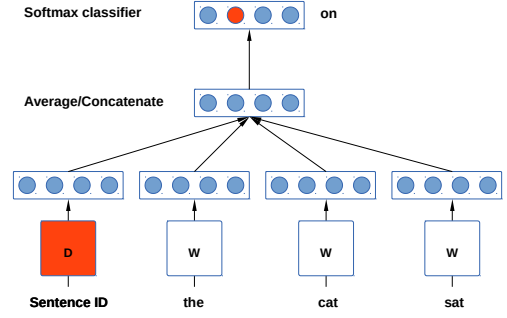 Softmax classifier
on
Average/Concatenate
D
W
W
W
Sentence ID
the
cat
sat